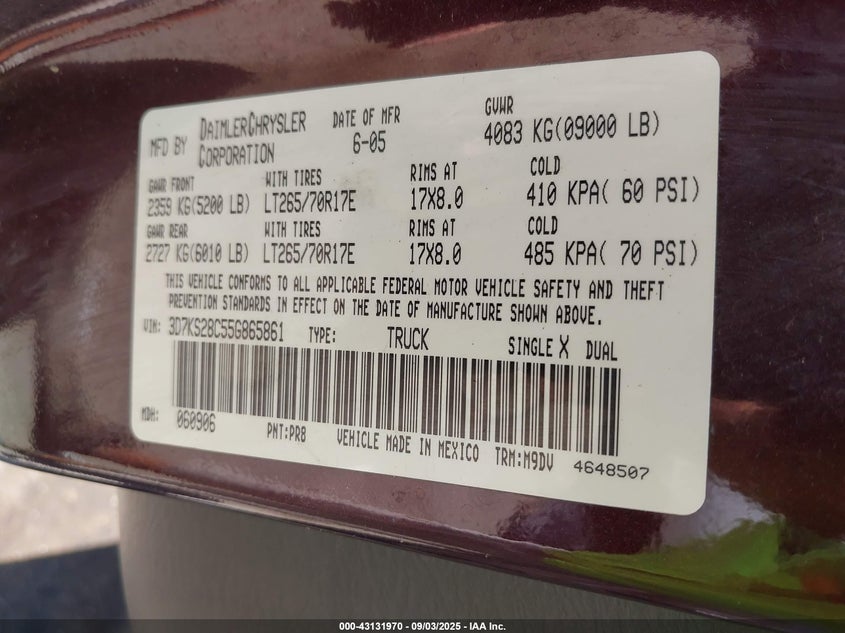 MFD BY DAIMLERCHRYSLER CORPORATION DATE OF MFR 6-05 GVWR 4083 KG(09000 LB)
GAWR FRONT WITH TIRES RIMS AT COLD
2359 KG(5200 LB) LT265/70R17E 17X8.0 410 KPA( 60 PSI)
GAWR REAR WITH TIRES RIMS AT COLD
2727 KG(6010 LB) LT265/70R17E 17X8.0 485 KPA( 70 PSI)
THIS VEHICLE CONFORMS TO ALL APPLICABLE FEDERAL MOTOR VEHICLE SAFETY AND THEFT
PREVENTION STANDARDS IN EFFECT ON THE DATE OF MANUFACTURE SHOWN ABOVE.
VIN: 3D7KS28C55G865861 TYPE: TRUCK SINGLE X DUAL
MDH: 060906
PNT:PR8 VEHICLE MADE IN MEXICO TRM:M9DV 4648507
000-43131970 - 09/03/2025 - IAA Inc.